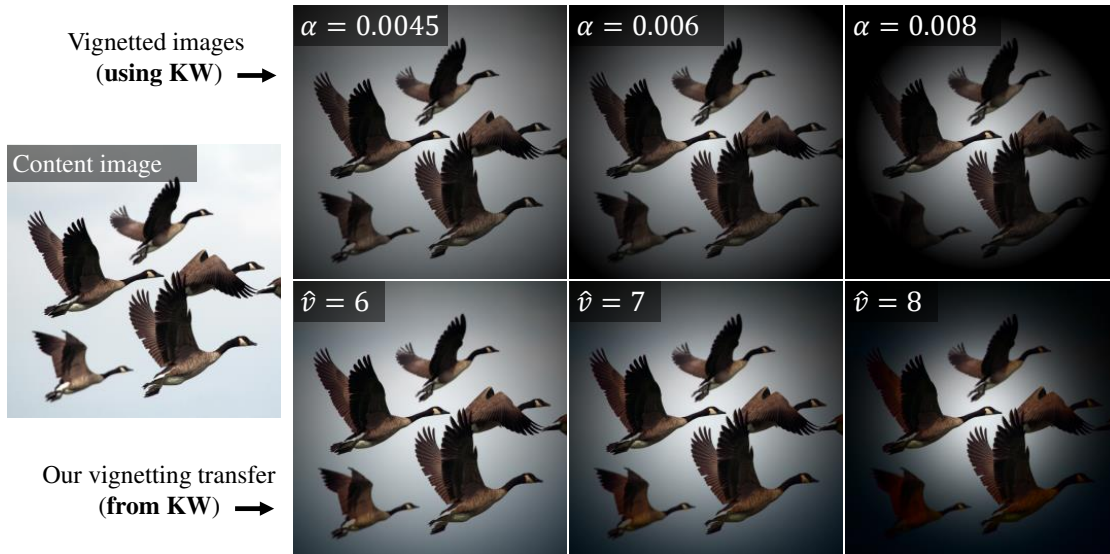 Vignetted images
(using KW)
α = 0.0045
α = 0.006
α = 0.008
Content image
v̂ = 6
v̂ = 7
v̂ = 8
Our vignetting transfer
(from KW)